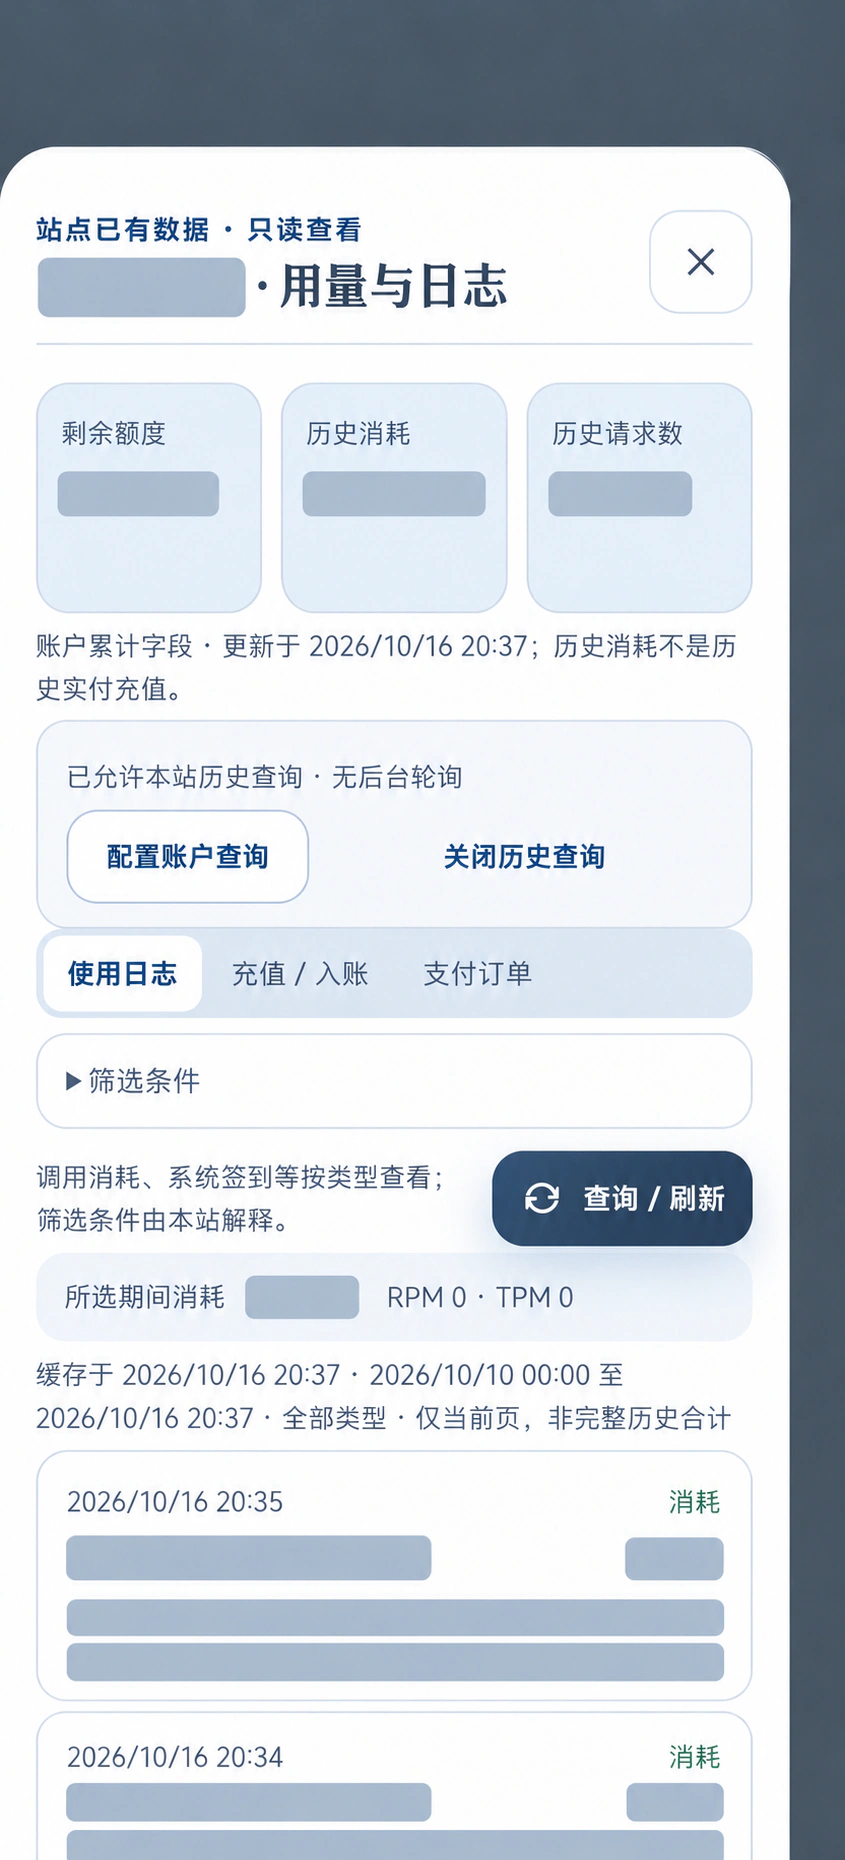 站点已有数据 · 只读查看
· 用量与日志
剩余额度
历史消耗
历史请求数
账户累计字段 · 更新于 2026/10/16 20:37；历史消耗不是历
史实付充值。
已允许本站历史查询 · 无后台轮询
配置账户查询
关闭历史查询
使用日志
充值 / 入账
支付订单
▶筛选条件
调用消耗、系统签到等按类型查看；
筛选条件由本站解释。
查询 / 刷新
所选期间消耗 RPM 0 · TPM 0
缓存于 2026/10/16 20:37 · 2026/10/10 00:00 至
2026/10/16 20:37 · 全部类型 · 仅当前页，非完整历史合计
2026/10/16 20:35 消耗
2026/10/16 20:34 消耗